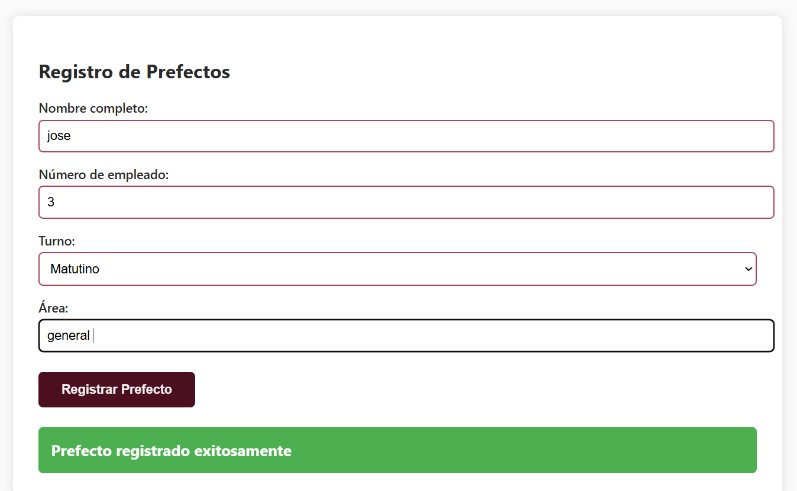 Registro de Prefectos
Nombre completo:
jose
Número de empleado:
3
Turno:
Matutino
Área:
general
Registrar Prefecto
Prefecto registrado exitosamente